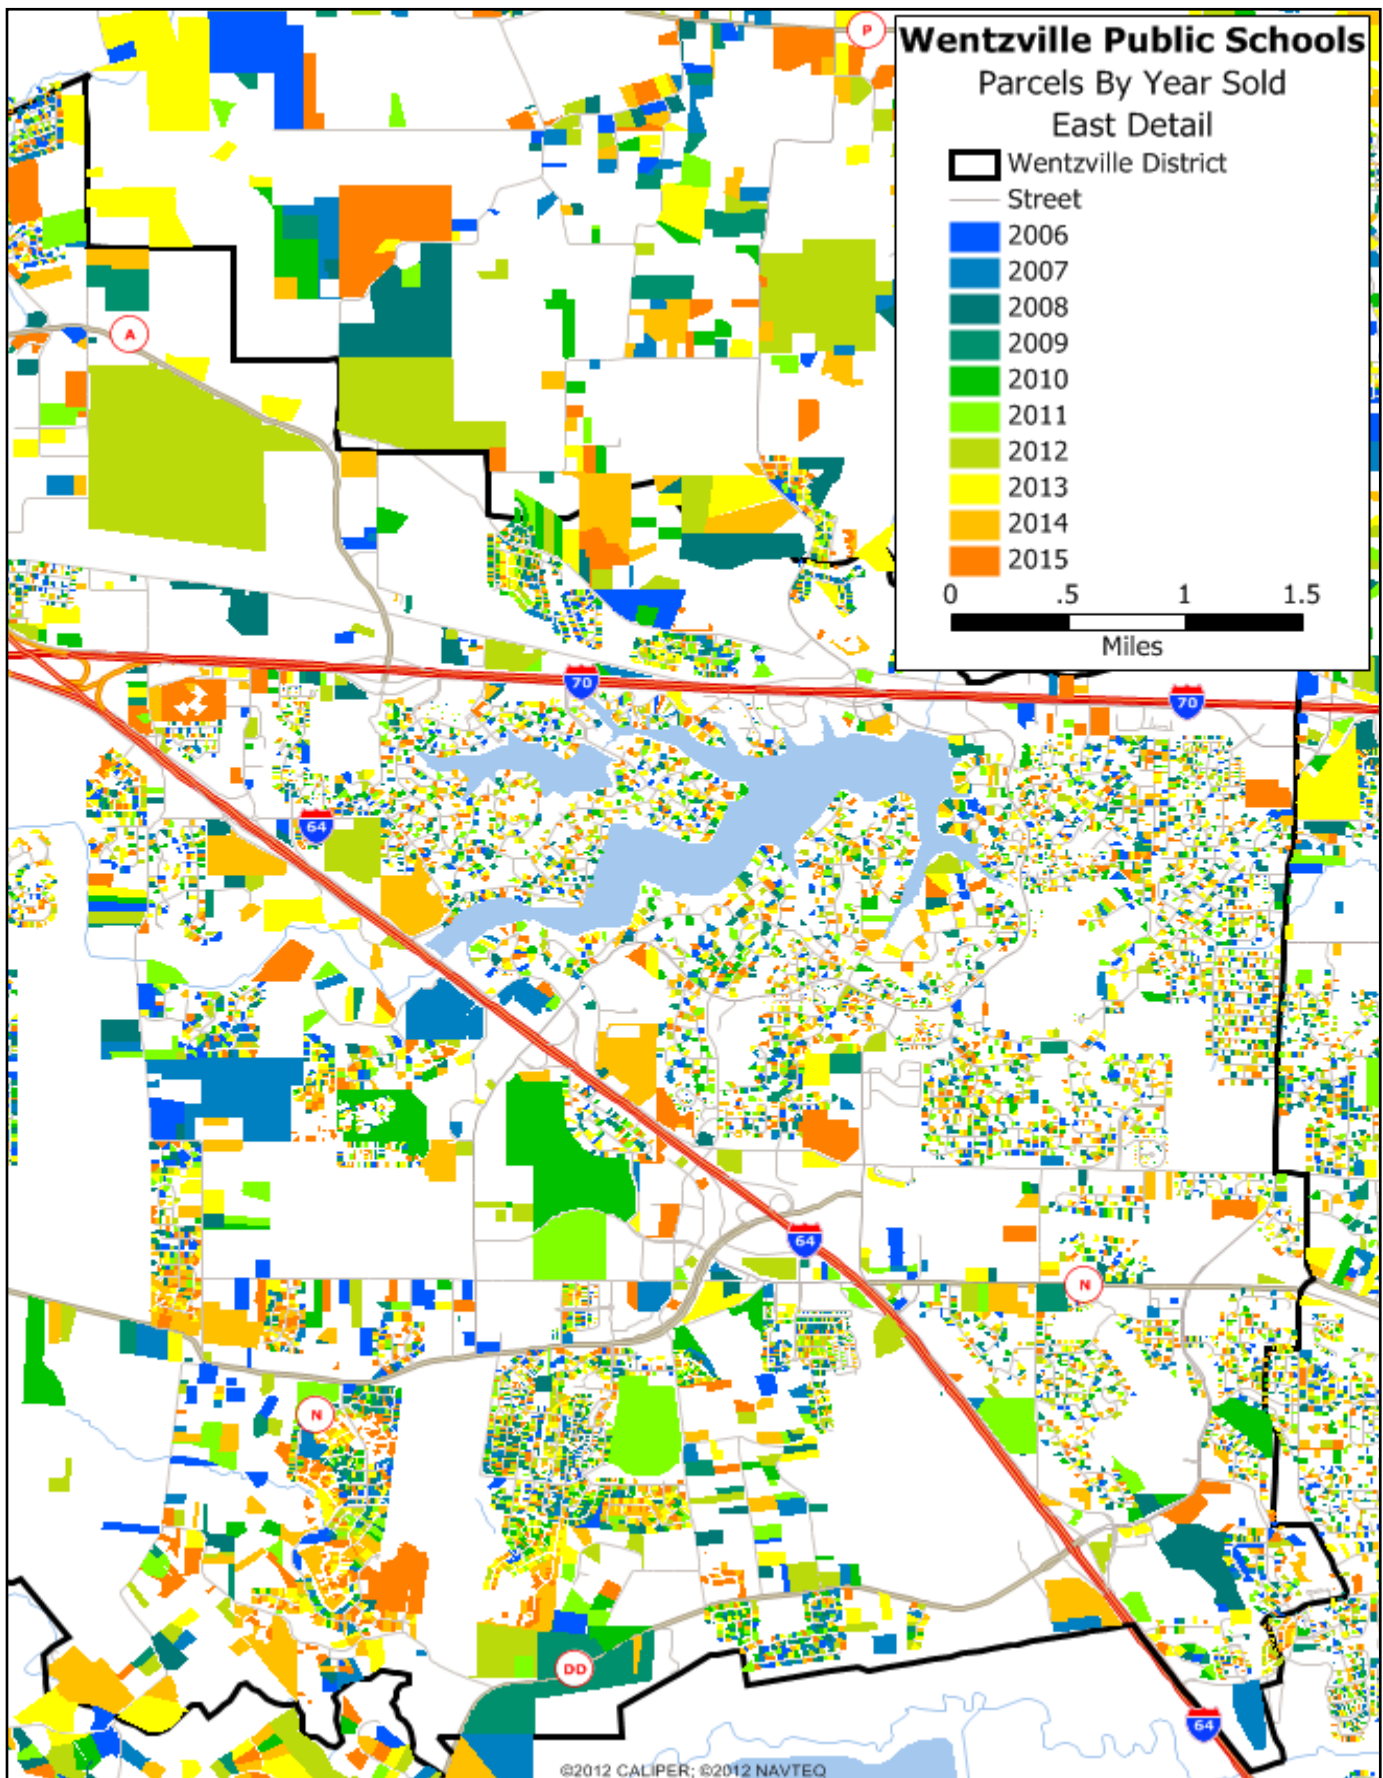 P
Wentzville Public Schools
Parcels By Year Sold
East Detail
Wentzville District
Street
2006
2007
2008
2009
2010
2011
2012
2013
2014
2015
0 .5 1 1.5
Miles
A
70
70
64
64
N
N
DD
64
©2012 CALIPER; ©2012 NAVTEQ